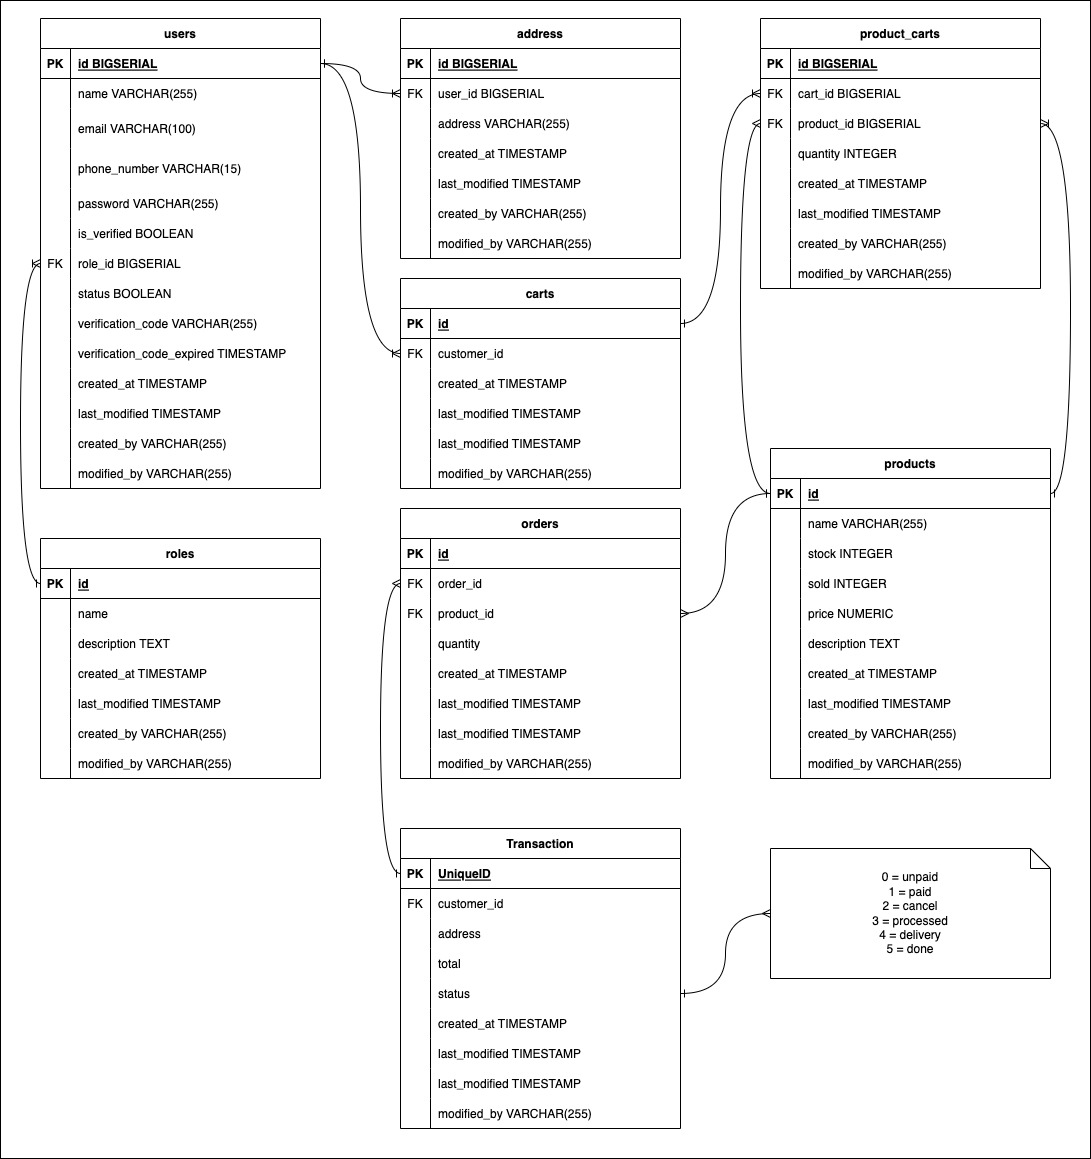 users
PK id BIGSERIAL
name VARCHAR(255)
email VARCHAR(100)
phone_number VARCHAR(15)
password VARCHAR(255)
is_verified BOOLEAN
FK role_id BIGSERIAL
status BOOLEAN
verification_code VARCHAR(255)
verification_code_expired TIMESTAMP
created_at TIMESTAMP
last_modified TIMESTAMP
created_by VARCHAR(255)
modified_by VARCHAR(255)
roles
PK id
name
description TEXT
created_at TIMESTAMP
last_modified TIMESTAMP
created_by VARCHAR(255)
modified_by VARCHAR(255)
address
PK id BIGSERIAL
FK user_id BIGSERIAL
address VARCHAR(255)
created_at TIMESTAMP
last_modified TIMESTAMP
created_by VARCHAR(255)
modified_by VARCHAR(255)
carts
PK id
FK customer_id
created_at TIMESTAMP
last_modified TIMESTAMP
last_modified TIMESTAMP
modified_by VARCHAR(255)
orders
PK id
FK order_id
FK product_id
quantity
created_at TIMESTAMP
last_modified TIMESTAMP
last_modified TIMESTAMP
modified_by VARCHAR(255)
Transaction
PK UniqueID
FK customer_id
address
total
status
created_at TIMESTAMP
last_modified TIMESTAMP
last_modified TIMESTAMP
modified_by VARCHAR(255)
product_carts
PK id BIGSERIAL
FK cart_id BIGSERIAL
FK product_id BIGSERIAL
quantity INTEGER
created_at TIMESTAMP
last_modified TIMESTAMP
created_by VARCHAR(255)
modified_by VARCHAR(255)
products
PK id
name VARCHAR(255)
stock INTEGER
sold INTEGER
price NUMERIC
description TEXT
created_at TIMESTAMP
last_modified TIMESTAMP
created_by VARCHAR(255)
modified_by VARCHAR(255)
0 = unpaid
1 = paid
2 = cancel
3 = processed
4 = delivery
5 = done